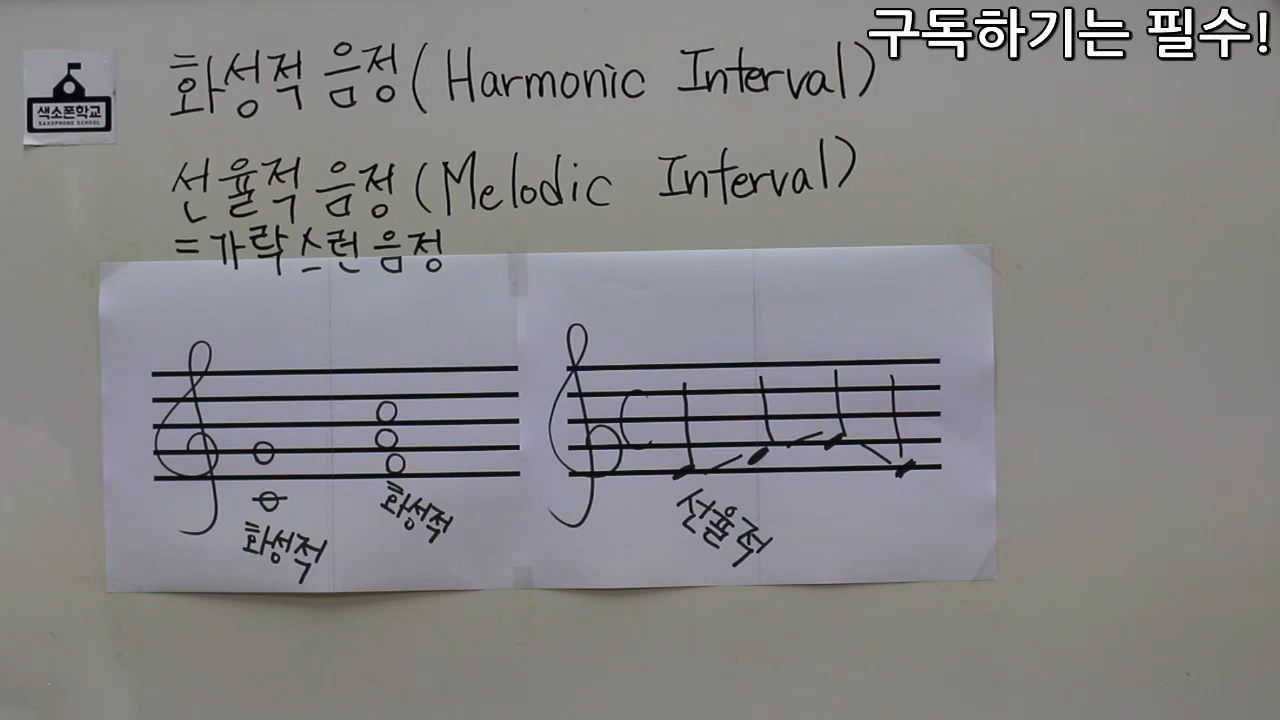 구독하기는 필수!
색소폰학교
SAXOPHONE SCHOOL
화성적 음정(Harmonic Interval)
선율적 음정(Melodic Interval)
=가락스런 음정
화성적
화성적
선율적